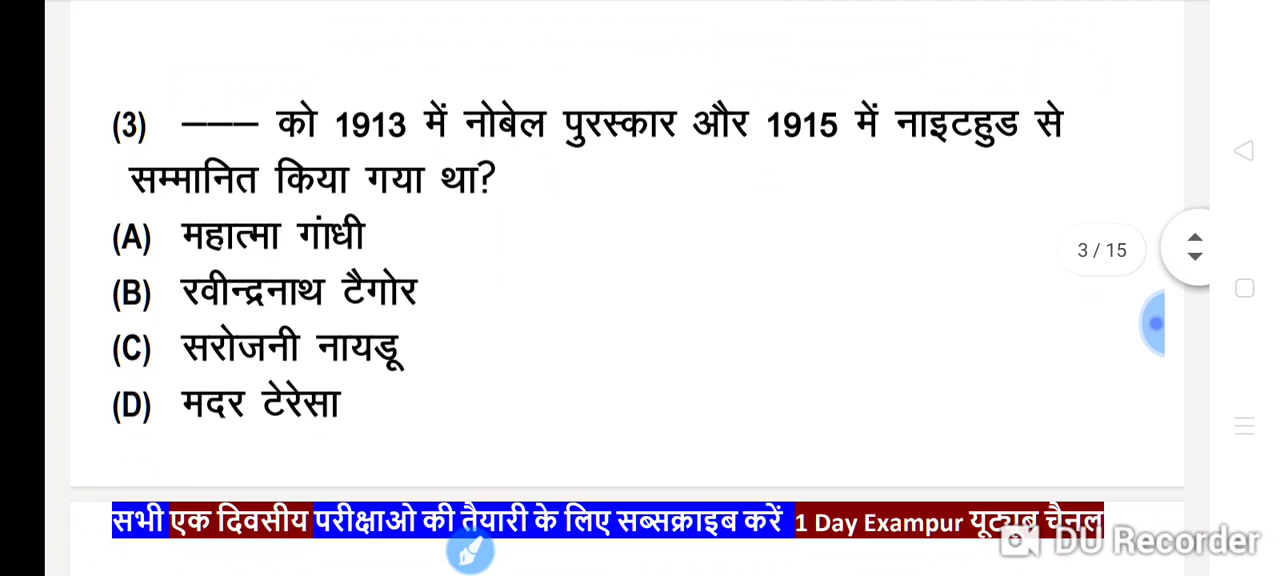 (3) ——— को 1913 में नोबेल पुरस्कार और 1915 में नाइटहुड से
सम्मानित किया गया था?
(A) महात्मा गांधी
(B) रवीन्द्रनाथ टैगोर
(C) सरोजनी नायडू
(D) मदर टेरेसा
3 / 15
सभी एक दिवसीय परीक्षाओ की तैयारी के लिए सब्सक्राइब करें 1 Day Exampur यूट्युब चैनल
DU Recorder